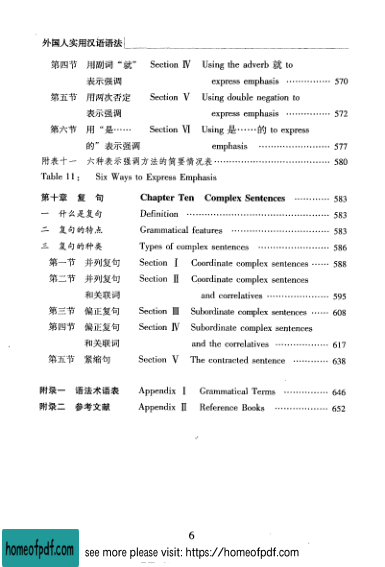 外国人实用汉语语法
第四节 用副词“就” Section Ⅳ Using the adverb 就 to
表示强调 express emphasis ………… 570
第五节 用两次否定 Section Ⅴ Using double negation to
表示强调 express emphasis ………… 572
第六节 用“是…… Section Ⅵ Using 是……的 to express
的”表示强调 emphasis ………… 577
附表十一 六种表示强调方法的简要情况表………… 580
Table 11: Six Ways to Express Emphasis
第十章 复 句 Chapter Ten Complex Sentences ………… 583
一 什么是复句 Definition ………… 583
二 复句的特点 Grammatical features ………… 583
三 复句的种类 Types of complex sentences ………… 586
第一节 并列复句 Section Ⅰ Coordinate complex sentences …… 588
第二节 并列复句 Section Ⅱ Coordinate complex sentences
和关联词 and correlatives ………… 595
第三节 偏正复句 Section Ⅲ Subordinate complex sentences …… 608
第四节 偏正复句 Section Ⅳ Subordinate complex sentences
和关联词 and the correlatives ………… 617
第五节 紧缩句 Section Ⅴ The contracted sentence ………… 638
附录一 语法术语表 Appendix Ⅰ Grammatical Terms ………… 646
附录二 参考文献 Appendix Ⅱ Reference Books ………… 652
6
homeofpdf.com see more please visit: https://homeofpdf.com